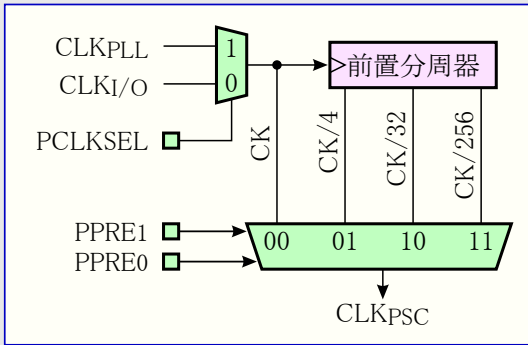 CLKPLL
1
CLKI/O
0
>前置分周器
PCLKSEL
CK
CK/4
CK/32
CK/256
PPRE1
PPRE0
00 01 10 11
CLKPSC